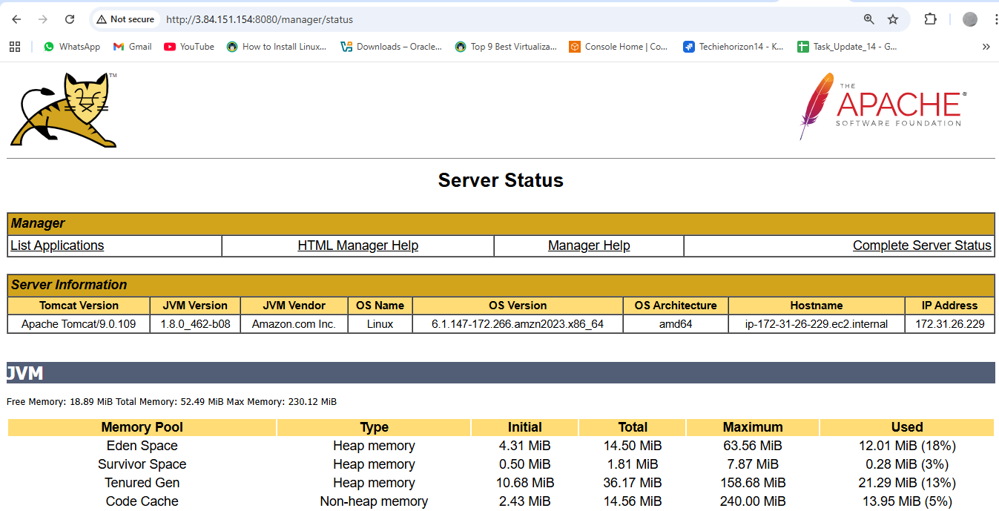 Not secure http://3.84.151.154:8080/manager/status
WhatsApp Gmail YouTube How to Install Linux... Downloads – Oracle... Top 9 Best Virtualiza... Console Home | Co... Techiehorizon14 - K... Task_Update_14 - G... »
TM
THE
APACHE®
SOFTWARE FOUNDATION
Server Status
Manager
List Applications HTML Manager Help Manager Help Complete Server Status
Server Information
Tomcat Version JVM Version JVM Vendor OS Name OS Version OS Architecture Hostname IP Address
Apache Tomcat/9.0.109 1.8.0_462-b08 Amazon.com Inc. Linux 6.1.147-172.266.amzn2023.x86_64 amd64 ip-172-31-26-229.ec2.internal 172.31.26.229
JVM
Free Memory: 18.89 MiB Total Memory: 52.49 MiB Max Memory: 230.12 MiB
Memory Pool Type Initial Total Maximum Used
Eden Space Heap memory 4.31 MiB 14.50 MiB 63.56 MiB 12.01 MiB (18%)
Survivor Space Heap memory 0.50 MiB 1.81 MiB 7.87 MiB 0.28 MiB (3%)
Tenured Gen Heap memory 10.68 MiB 36.17 MiB 158.68 MiB 21.29 MiB (13%)
Code Cache Non-heap memory 2.43 MiB 14.56 MiB 240.00 MiB 13.95 MiB (5%)